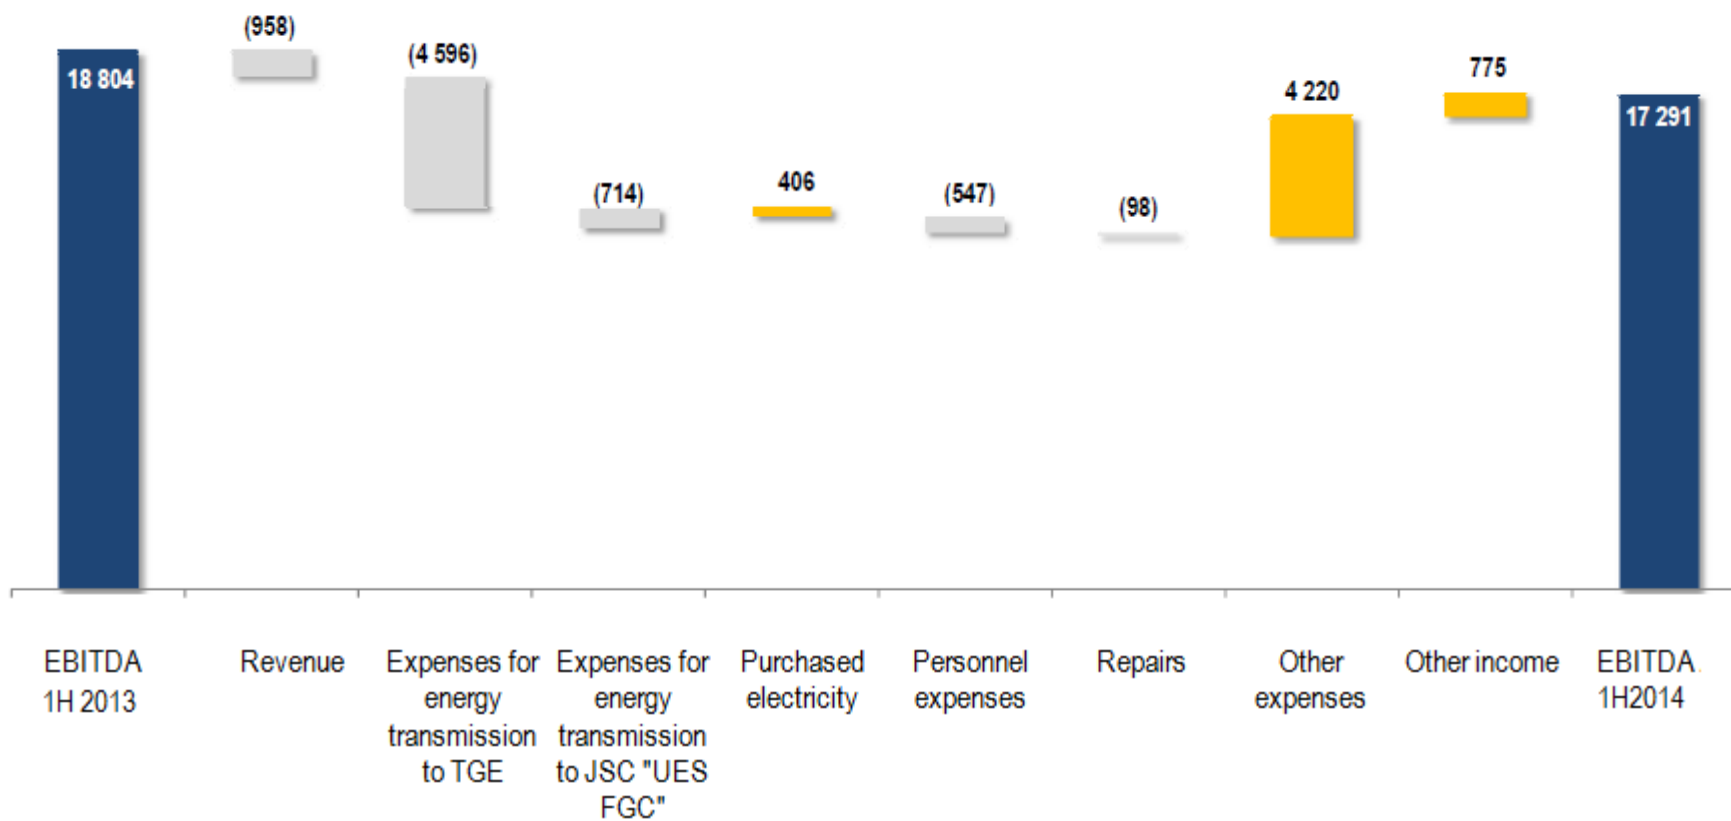 (958)
(4 596)
775
18 804
4 220
17 291
(714)
406
(547)
(98)
EBITDA
1H 2013
Revenue
Expenses for
energy
transmission
to TGE
Expenses for
energy
transmission
to JSC "UES
FGC"
Purchased
electricity
Personnel
expenses
Repairs
Other
expenses
Other income
EBITDA
1H2014